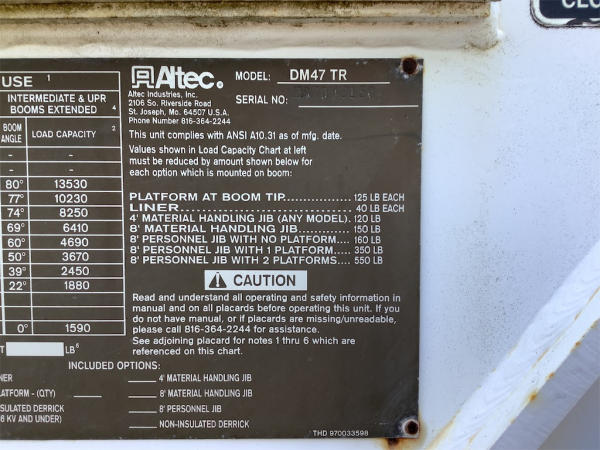 CLO
USE 1
INTERMEDIATE & UPR
BOOMS EXTENDED 4
BOOM ANGLE
LOAD CAPACITY 2
- -
- -
80° 13530
77° 10230
74° 8250
69° 6410
60° 4690
50° 3670
39° 2450
22° 1880
0° 1590
LB6
Altec®
MODEL: DM47 TR
Altec Industries, Inc.
2106 So. Riverside Road
St. Joseph, Mo. 64507 U.S.A.
Phone Number 816-364-2244
SERIAL NO:
This unit complies with ANSI A10.31 as of mfg. date.
Values shown in Load Capacity Chart at left
must be reduced by amount shown below for
each option which is mounted on boom:
PLATFORM AT BOOM TIP............... 125 LB EACH
LINER................................ 40 LB EACH
4' MATERIAL HANDLING JIB (ANY MODEL). 120 LB
8' MATERIAL HANDLING JIB............. 150 LB
8' PERSONNEL JIB WITH NO PLATFORM.... 160 LB
8' PERSONNEL JIB WITH 1 PLATFORM..... 350 LB
8' PERSONNEL JIB WITH 2 PLATFORMS.... 550 LB
CAUTION
Read and understand all operating and safety information in
manual and on all placards before operating this unit. If you
do not have manual, or if placards are missing/unreadable,
please call 816-364-2244 for assistance.
See adjoining placard for notes 1 thru 6 which are
referenced on this chart.
INCLUDED OPTIONS:
NER
4' MATERIAL HANDLING JIB
ATFORM - (QTY)
8' MATERIAL HANDLING JIB
SULATED DERRICK
6 KV AND UNDER)
8' PERSONNEL JIB
NON-INSULATED DERRICK
THD 970033598